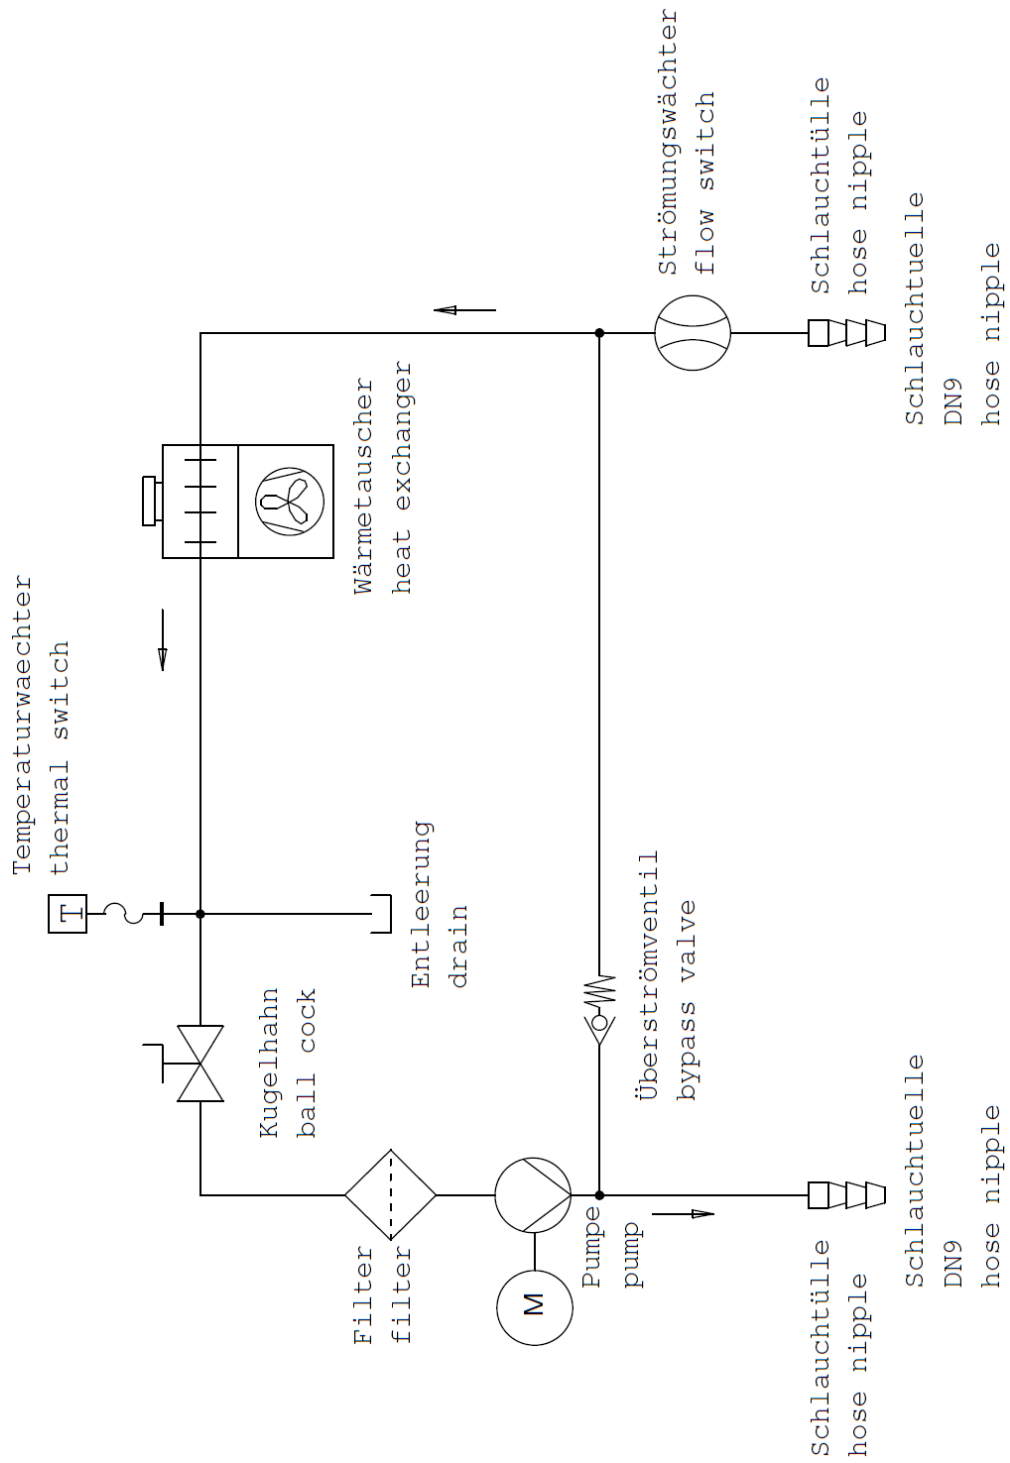 Temperaturwaechter
thermal switch
T
Wärmetauscher
heat exchanger
Strömungswächter
flow switch
Schlauchtülle
hose nipple
Schlauchtuelle
DN9
hose nipple
Entleerung
drain
Kugelhahn
ball cock
Überströmventil
bypass valve
Filter
filter
M
Pumpe
pump
Schlauchtülle
hose nipple
Schlauchtuelle
DN9
hose nipple